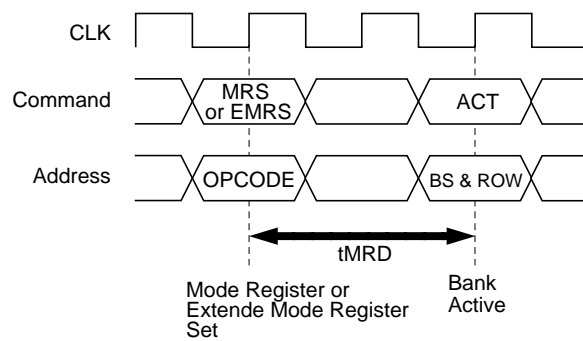 CLK
Command
MRS
or EMRS
ACT
Address
OPCODE
BS & ROW
tMRD
Mode Register or
Extende Mode Register
Set
Bank
Active